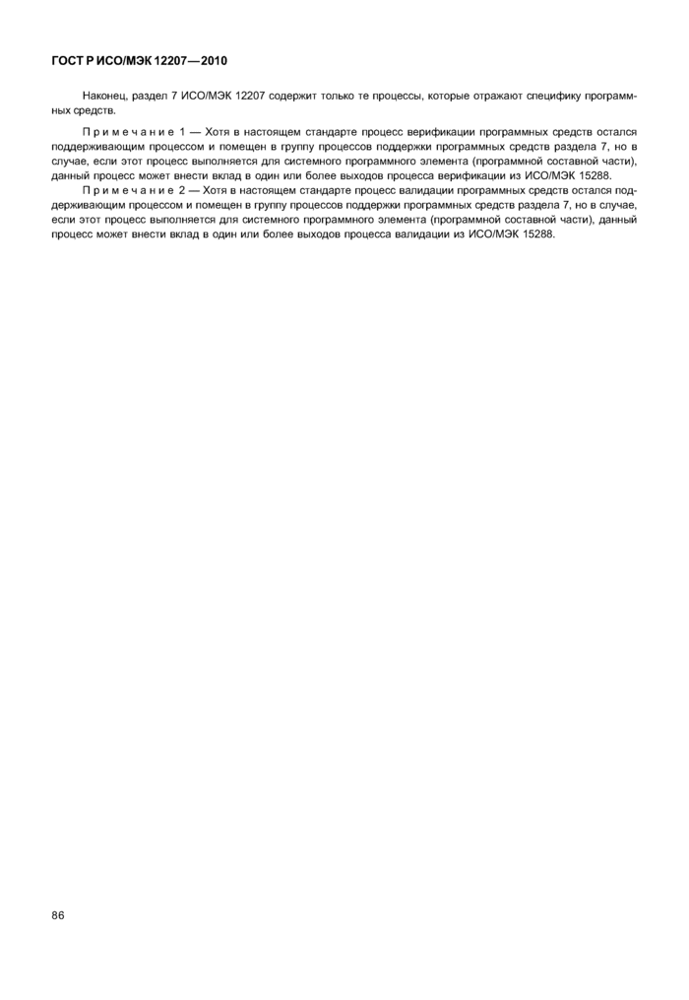 ГОСТ Р ИСО/МЭК 12207—2010
Наконец, раздел 7 ИСО/МЭК 12207 содержит только те процессы, которые отражают специфику программ-
ных средств.
П р и м е ч а н и е 1 — Хотя в настоящем стандарте процесс верификации программных средств остался
поддерживающим процессом и помещен в группу процессов поддержки программных средств раздела 7, но в
случае, если этот процесс выполняется для системного программного элемента (программной составной части),
данный процесс может внести вклад в один или более выходов процесса верификации из ИСО/МЭК 15288.
П р и м е ч а н и е 2 — Хотя в настоящем стандарте процесс валидации программных средств остался под-
держивающим процессом и помещен в группу процессов поддержки программных средств раздела 7, но в случае,
если этот процесс выполняется для системного программного элемента (программной составной части), данный
процесс может внести вклад в один или более выходов процесса валидации из ИСО/МЭК 15288.
86